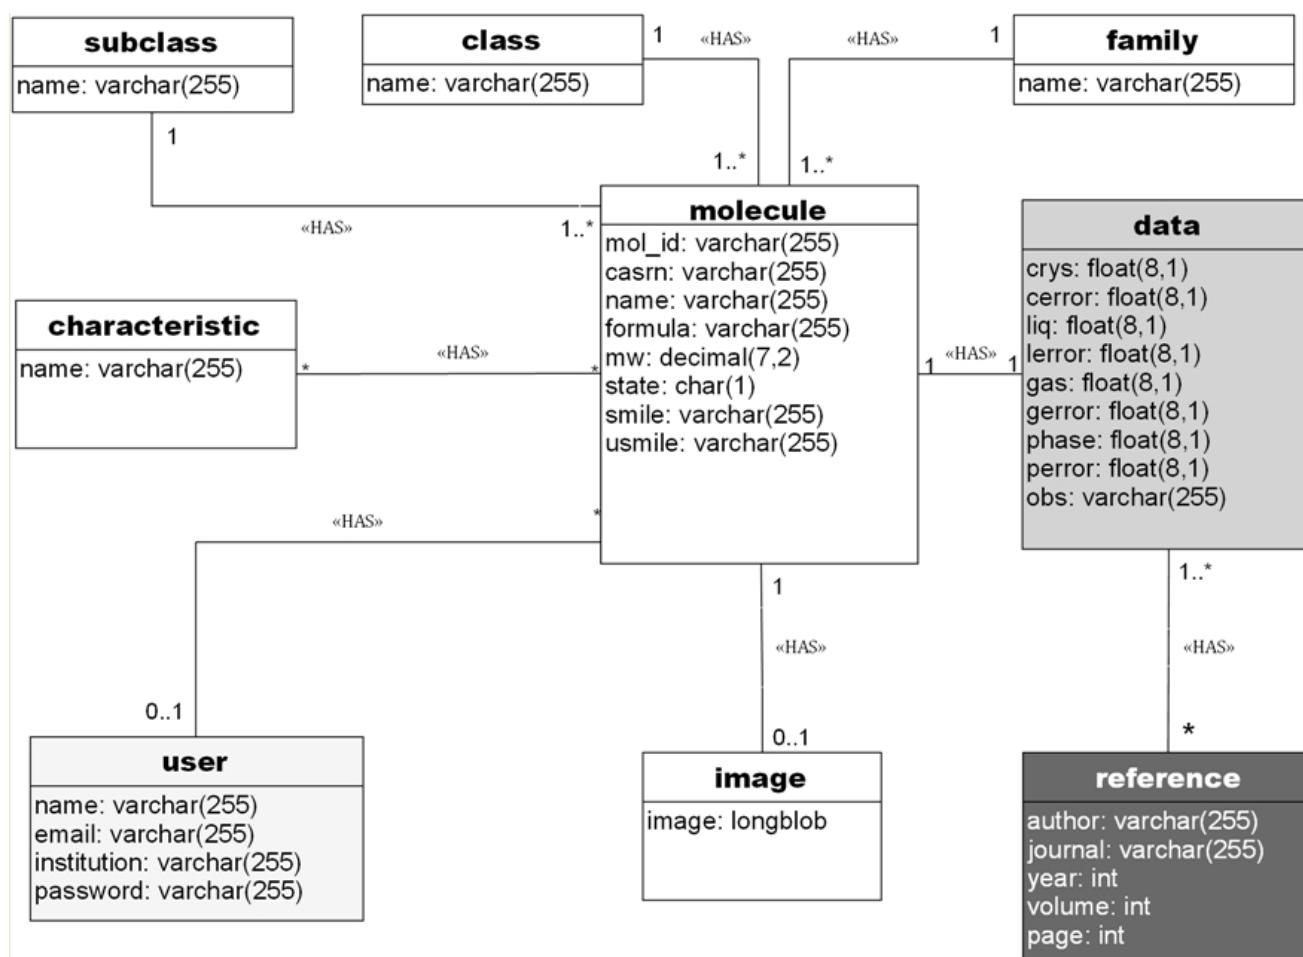 subclass
name: varchar(255)
class
name: varchar(255)
1
«HAS»
«HAS»
1
family
name: varchar(255)
1
«HAS»
1..*
1..*
1..*
molecule
mol_id: varchar(255)
casrn: varchar(255)
name: varchar(255)
formula: varchar(255)
mw: decimal(7,2)
state: char(1)
smile: varchar(255)
usmile: varchar(255)
data
crys: float(8,1)
cerror: float(8,1)
liq: float(8,1)
lerror: float(8,1)
gas: float(8,1)
gerror: float(8,1)
phase: float(8,1)
perror: float(8,1)
obs: varchar(255)
characteristic
name: varchar(255)
*
«HAS»
*
1
«HAS»
1
«HAS»
*
0..1
user
name: varchar(255)
email: varchar(255)
institution: varchar(255)
password: varchar(255)
1
«HAS»
0..1
image
image: longblob
1..*
«HAS»
*
reference
author: varchar(255)
journal: varchar(255)
year: int
volume: int
page: int